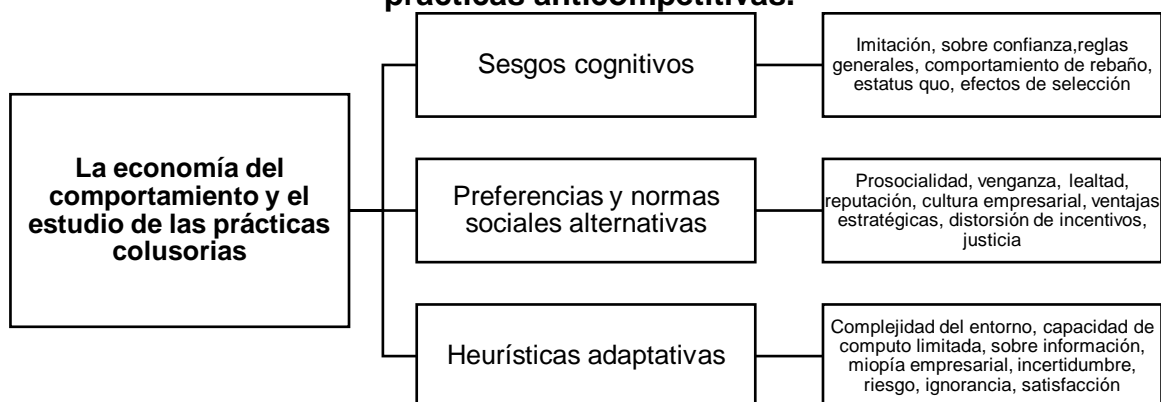 prácticas anticompetitivas.
Sesgos cognitivos
Imitación, sobre confianza,reglas
generales, comportamiento de rebaño,
estatus quo, efectos de selección
La economía del
comportamiento y el
estudio de las prácticas
colusorias
Preferencias y normas
sociales alternativas
Prosocialidad, venganza, lealtad,
reputación, cultura empresarial, ventajas
estratégicas, distorsión de incentivos,
justicia
Heurísticas adaptativas
Complejidad del entorno, capacidad de
computo limitada, sobre información,
miopía empresarial, incertidumbre,
riesgo, ignorancia, satisfacción